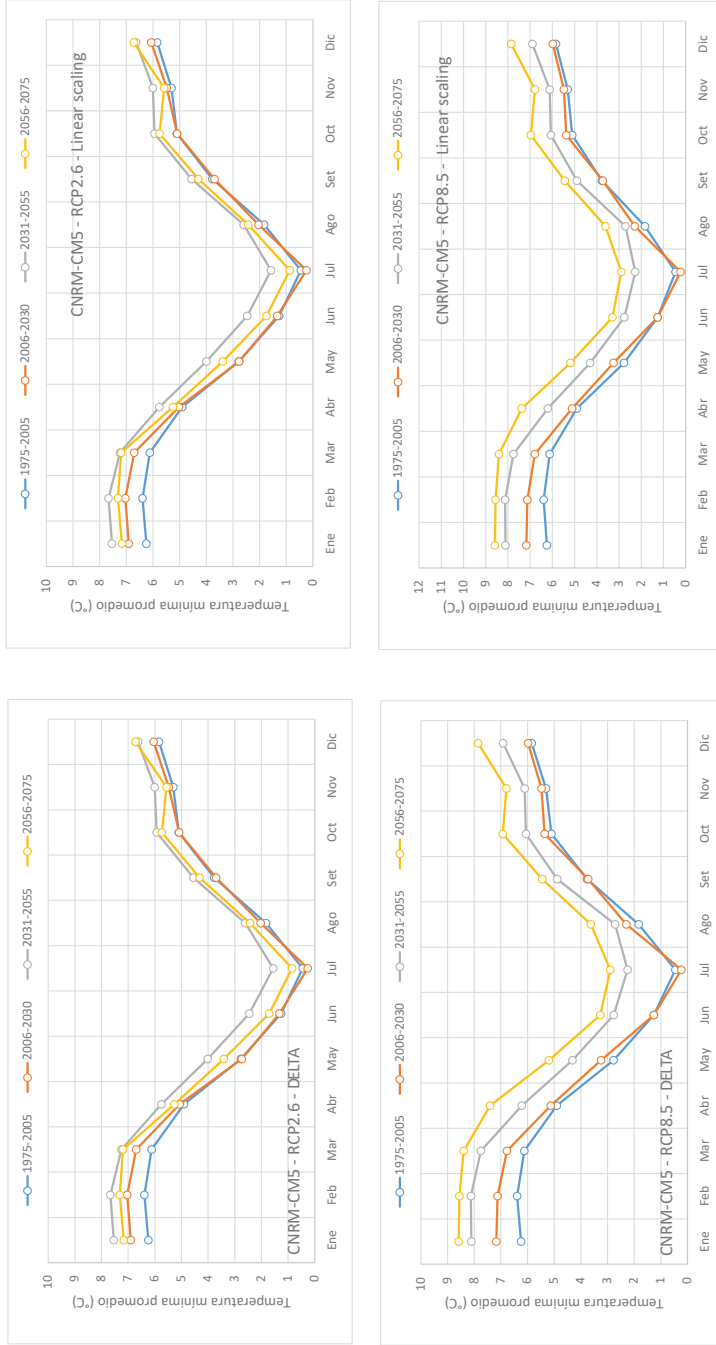 1975-2005 2006-2030 2031-2055 2056-2075
10
9
8
7
6
5
4
3
2
1
0
Temperatura mínima promedio (°C)
CNRM-CM5 - RCP2.6 - DELTA
Ene Feb Mar Abr May Jun Jul Ago Set Oct Nov Dic
1975-2005 2006-2030 2031-2055 2056-2075
10
9
8
7
6
5
4
3
2
1
0
Temperatura mínima promedio (°C)
CNRM-CM5 - RCP2.6 - Linear scaling
Ene Feb Mar Abr May Jun Jul Ago Set Oct Nov Dic
1975-2005 2006-2030 2031-2055 2056-2075
10
9
8
7
6
5
4
3
2
1
0
Temperatura mínima promedio (°C)
CNRM-CM5 - RCP8.5 - DELTA
Ene Feb Mar Abr May Jun Jul Ago Set Oct Nov Dic
1975-2005 2006-2030 2031-2055 2056-2075
12
11
10
9
8
7
6
5
4
3
2
1
0
Temperatura mínima promedio (°C)
CNRM-CM5 - RCP8.5 - Linear scaling
Ene Feb Mar Abr May Jun Jul Ago Set Oct Nov Dic